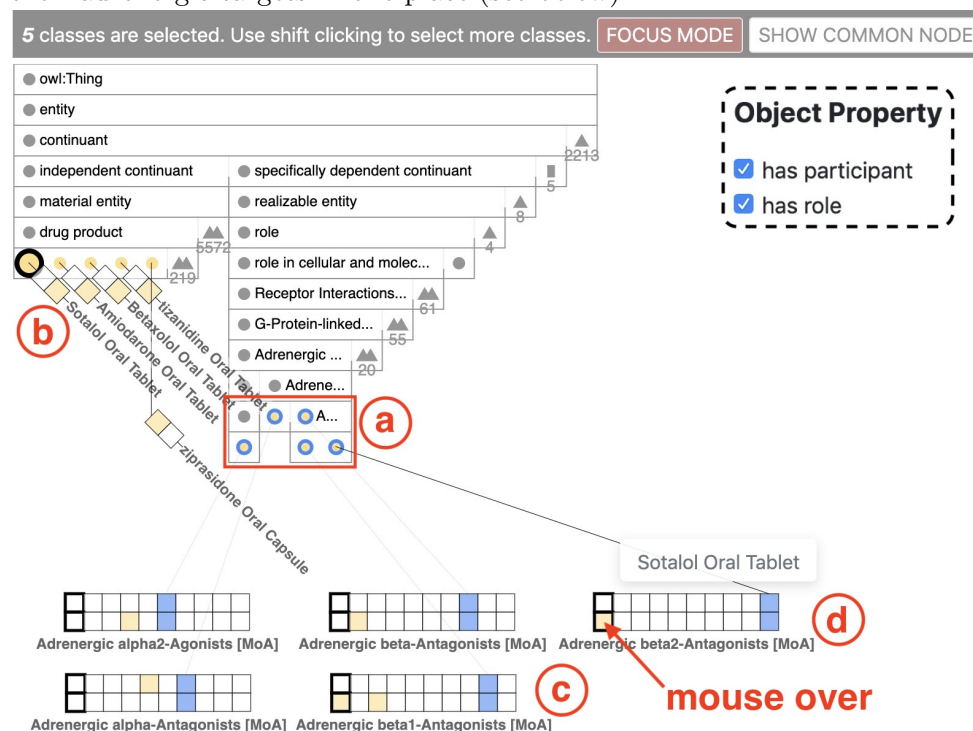 5 classes are selected. Use shift clicking to select more classes. FOCUS MODE SHOW COMMON NODE
owl:Thing
entity
continuant
2213
independent continuant
specifically dependent continuant
5
material entity
realizable entity
8
drug product
5572
role
4
219
role in cellular and molec...
Receptor Interactions...
61
G-Protein-linked...
55
Adrenergic ...
20
Adrene...
A...
Object Property
has participant
has role
b
Sotalol Oral Tablet
Amiodarone Oral Tablet
Betaxolol Oral Tablet
tizanidine Oral Tablet
ziprasidone Oral Capsule
a
Sotalol Oral Tablet
Adrenergic alpha2-Agonists [MoA]
Adrenergic beta-Antagonists [MoA]
Adrenergic beta2-Antagonists [MoA]
d
mouse over
c
Adrenergic alpha-Antagonists [MoA]
Adrenergic beta1-Antagonists [MoA]